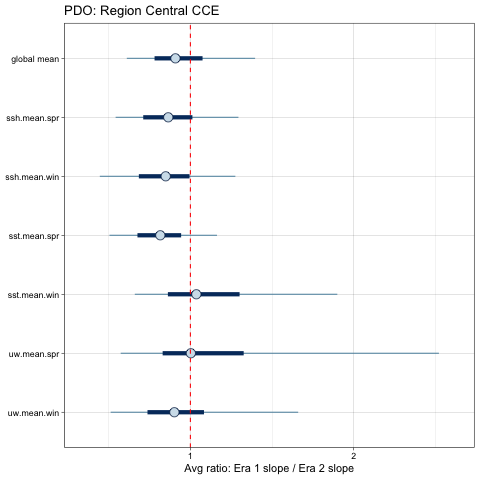 PDO: Region Central CCE
global mean
ssh.mean.spr
ssh.mean.win
sst.mean.spr
sst.mean.win
uw.mean.spr
uw.mean.win
1 2
Avg ratio: Era 1 slope / Era 2 slope